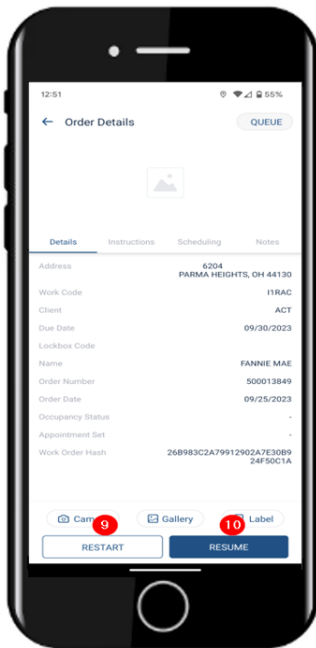 12:51 55%
Order Details QUEUE
Details Instructions Scheduling Notes
Address 6204
PARMA HEIGHTS, OH 44130
Work Code I1RAC
Client ACT
Due Date 09/30/2023
Lockbox Code
Name FANNIE MAE
Order Number 500013849
Order Date 09/25/2023
Occupancy Status -
Appointment Set -
Work Order Hash 26B983C2A79912902A7E30B9
24F50C1A
Cam Gallery Label
9 10
RESTART RESUME